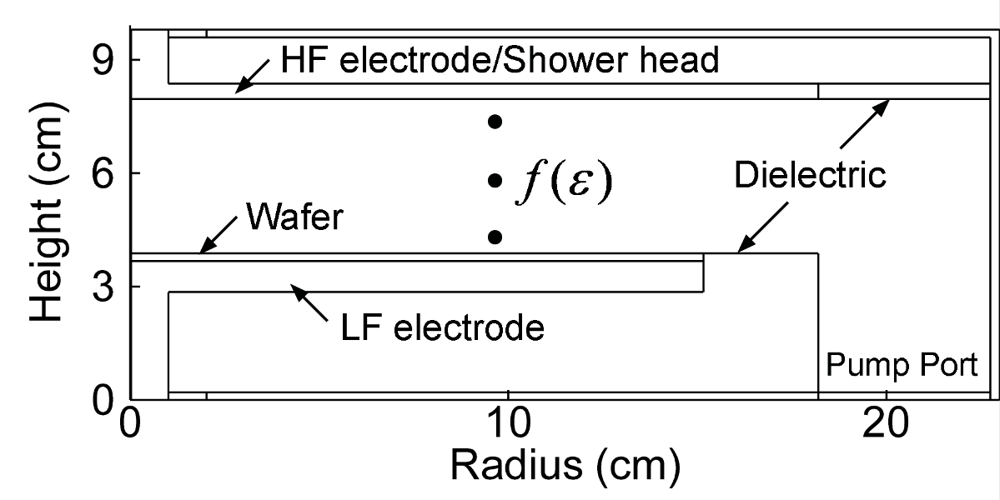 9
HF electrode/Shower head
6
f(ε)
Dielectric
Wafer
3
LF electrode
Pump Port
0
0 10 20
Height (cm)
Radius (cm)